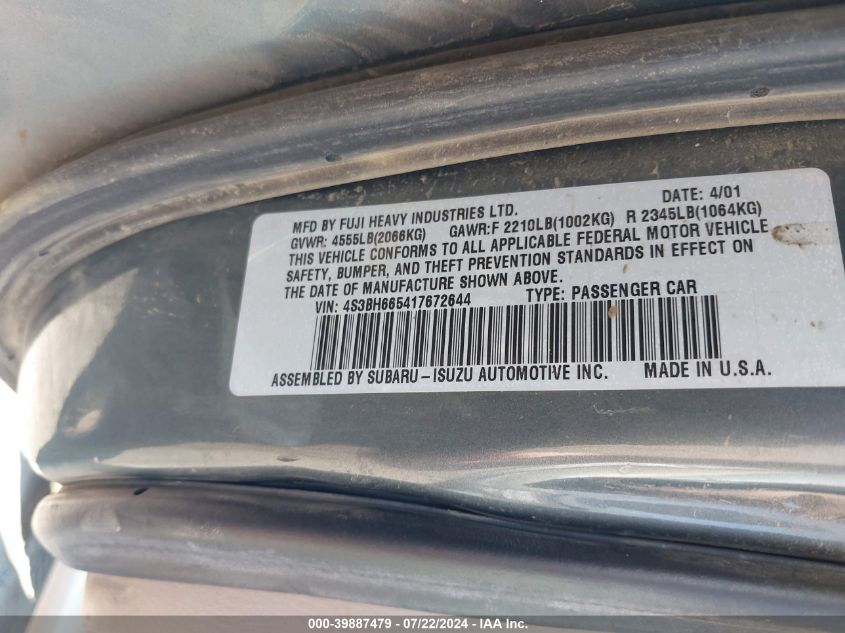 MFD BY FUJI HEAVY INDUSTRIES LTD. DATE: 4/01
GVWR: 4555LB(2066KG) GAWR:F 2210LB(1002KG) R 2345LB(1064KG)
THIS VEHICLE CONFORMS TO ALL APPLICABLE FEDERAL MOTOR VEHICLE
SAFETY, BUMPER, AND THEFT PREVENTION STANDARDS IN EFFECT ON
THE DATE OF MANUFACTURE SHOWN ABOVE.
VIN: 4S3BH665417672644 TYPE: PASSENGER CAR
ASSEMBLED BY SUBARU-ISUZU AUTOMOTIVE INC. MADE IN U.S.A.
000-39887479 - 07/22/2024 - IAA Inc.